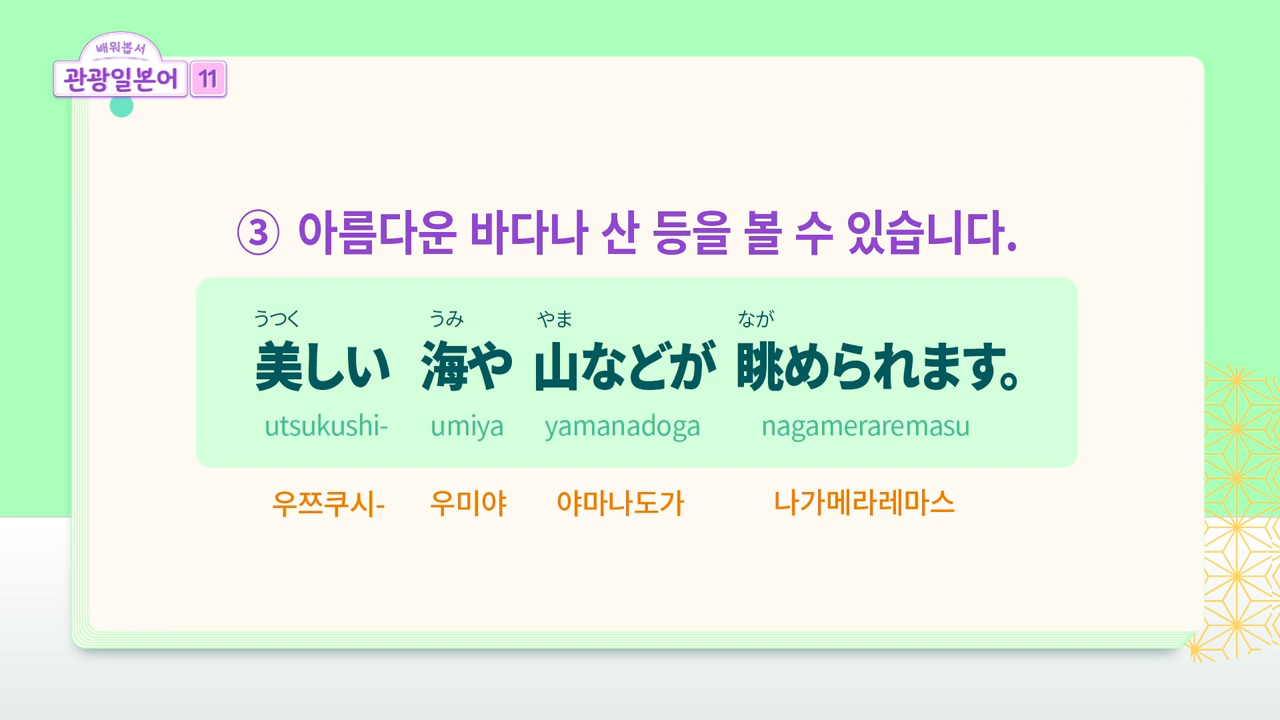 배워봅서
관광일본어 11
③ 아름다운 바다나 산 등을 볼 수 있습니다.
うつく うみ やま なが
美しい 海や 山などが 眺められます。
utsukushi- umiya yamanadoga nagameraremasu
우쯔쿠시- 우미야 야마나도가 나가메라레마스